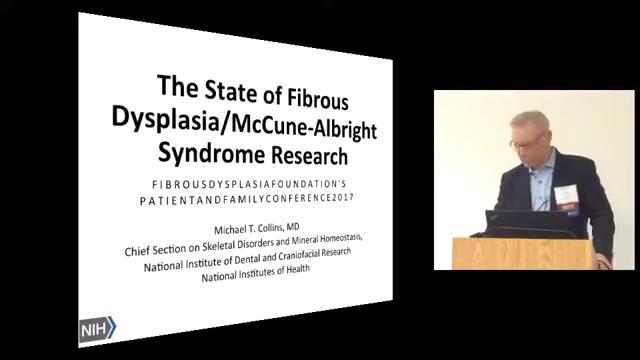 The State of Fibrous
Dysplasia/McCune-Albright
Syndrome Research
FIBROUSDYSPLASIAFOUNDATION'S
PATIENTANDFAMILYCONFERENCE2017
Michael T. Collins, MD
Chief Section on Skeletal Disorders and Mineral Homeostasis,
National Institute of Dental and Craniofacial Research
National Institutes of Health
NIH